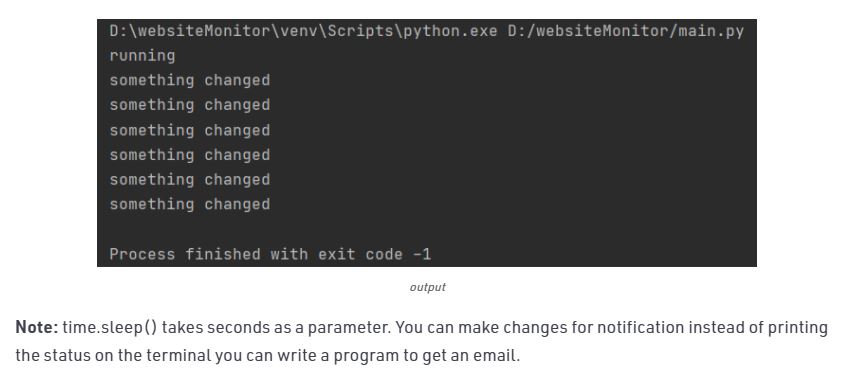 D:\websiteMonitor\venv\Scripts\python.exe D:/websiteMonitor/main.py
running
something changed
something changed
something changed
something changed
something changed
something changed
Process finished with exit code -1
output
Note: time.sleep() takes seconds as a parameter. You can make changes for notification instead of printing
the status on the terminal you can write a program to get an email.